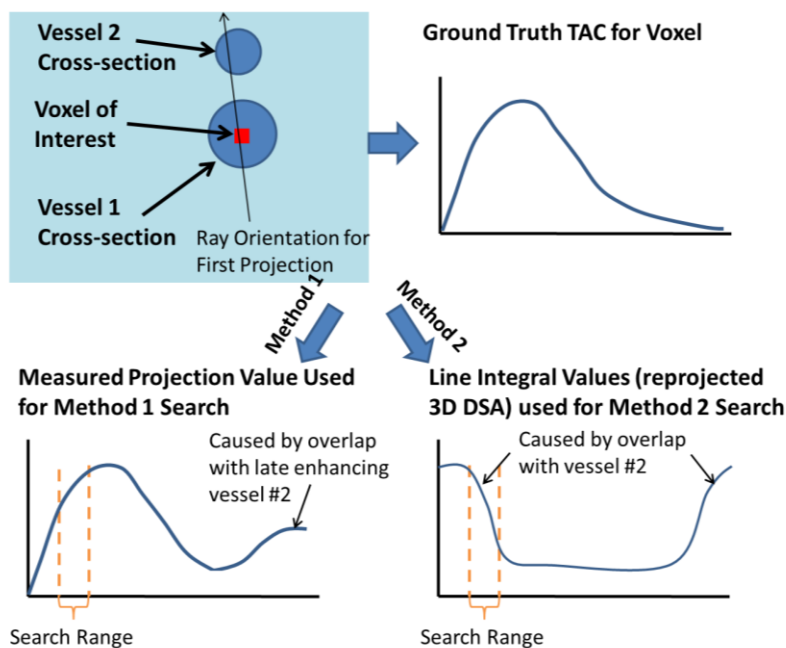 Vessel 2
Cross-section
Voxel of
Interest
Vessel 1
Cross-section
Ray Orientation for
First Projection
Ground Truth TAC for Voxel
Method 1
Method 2
Measured Projection Value Used
for Method 1 Search
Caused by overlap
with late enhancing
vessel #2
Search Range
Line Integral Values (reprojected
3D DSA) used for Method 2 Search
Caused by overlap
with vessel #2
Search Range